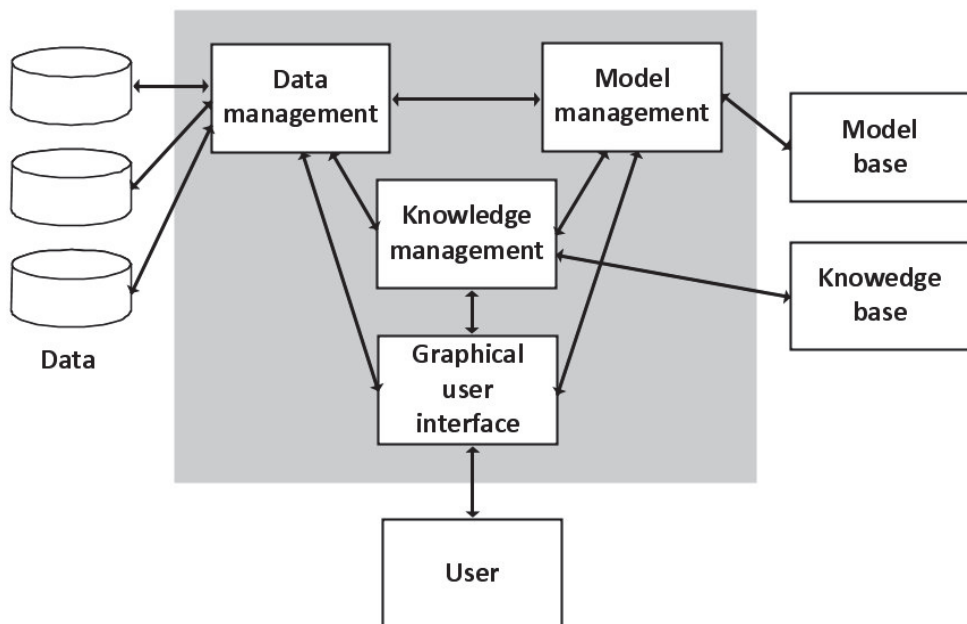 Data
management
Model
management
Model
base
Knowledge
management
Knowedge
base
Data
Graphical
user
interface
User